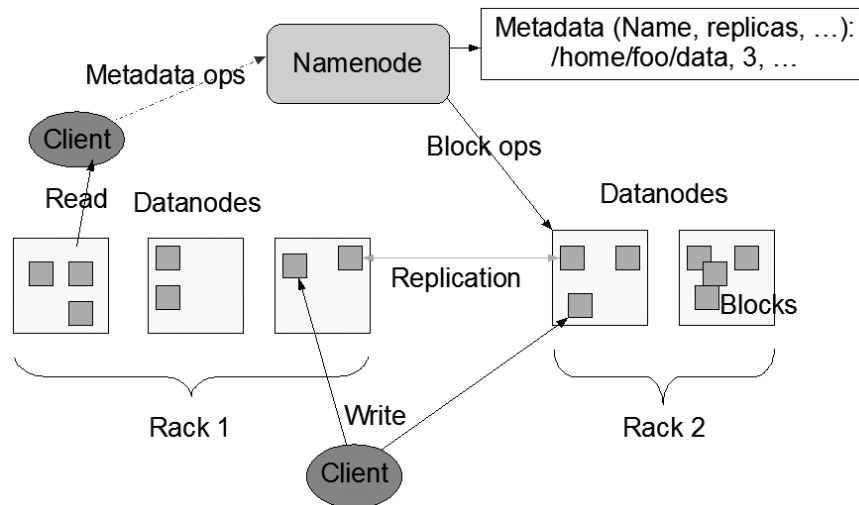 Metadata (Name, replicas, …):
/home/foo/data, 3, …
Namenode
Metadata ops
Client
Block ops
Read
Datanodes
Datanodes
Replication
Blocks
Rack 1
Write
Rack 2
Client